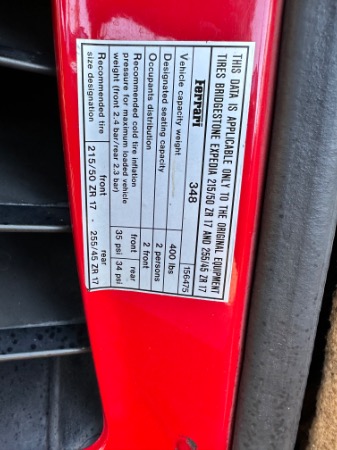 THIS DATA IS APPLICABLE ONLY TO THE ORIGINAL EQUIPMENT
TIRES BRIDGESTONE EXPEDIA 215/50 ZR 17 AND 255/45 ZR 17
Ferrari 348 156475
Vehicle capacity weight 400 lbs
Designated seating capacity 2 persons
Occupants distribution 2 front
Recommended cold tire inflation front rear
pressure for maximum loaded vehicle
weight (front 2.4 bar/rear 2.3 bar) 35 psi 34 psi
Recommended tire front rear
size designation 215/50 ZR 17 - 255/45 ZR 17